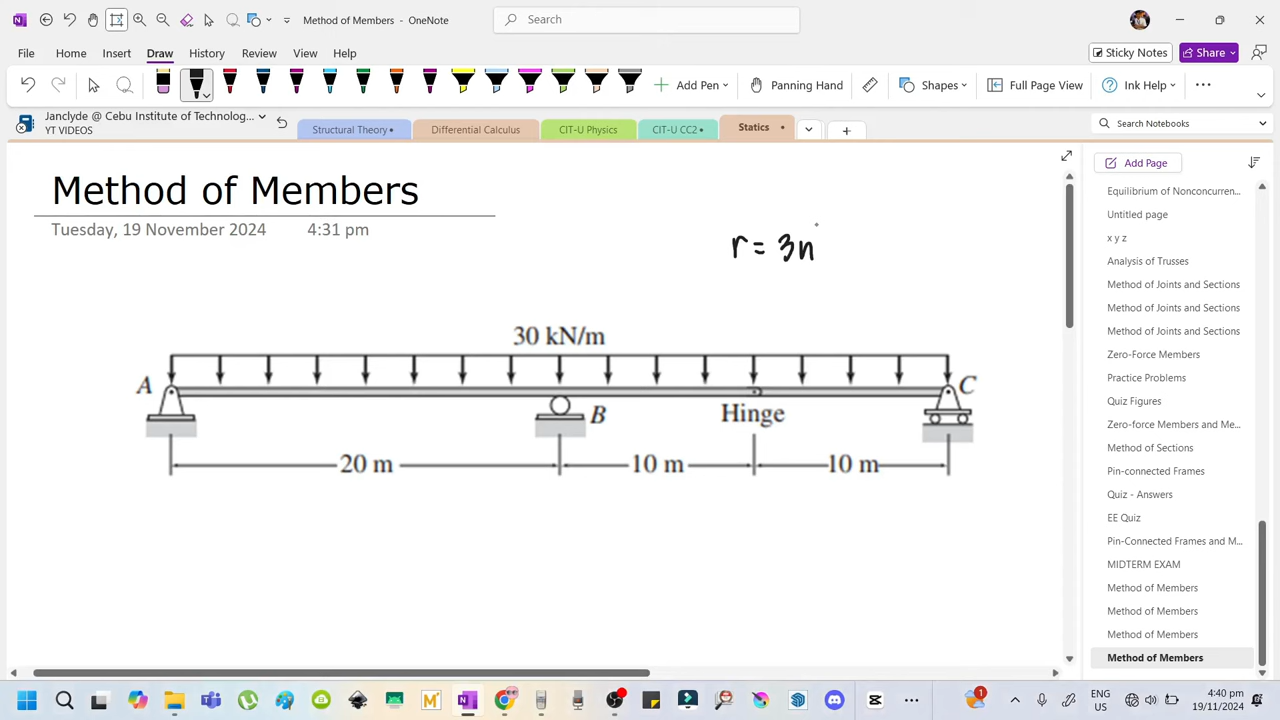 Method of Members - OneNote
Search
File Home Insert Draw History Review View Help
Sticky Notes Share
Add Pen Panning Hand Shapes Full Page View Ink Help
Janclyde @ Cebu Institute of Technolog...
YT VIDEOS
Structural Theory Differential Calculus CIT-U Physics CIT-U CC2 Statics
Search Notebooks
Add Page
Method of Members
Tuesday, 19 November 2024 4:31 pm
r = 3n
30 kN/m
A
B
Hinge
C
20 m 10 m 10 m
Equilibrium of Nonconcurren...
Untitled page
x y z
Analysis of Trusses
Method of Joints and Sections
Method of Joints and Sections
Method of Joints and Sections
Zero-Force Members
Practice Problems
Quiz Figures
Zero-force Members and Me...
Method of Sections
Pin-connected Frames
Quiz - Answers
EE Quiz
Pin-Connected Frames and M...
MIDTERM EXAM
Method of Members
Method of Members
Method of Members
Method of Members
1
ENG
US
4:40 pm
19/11/2024